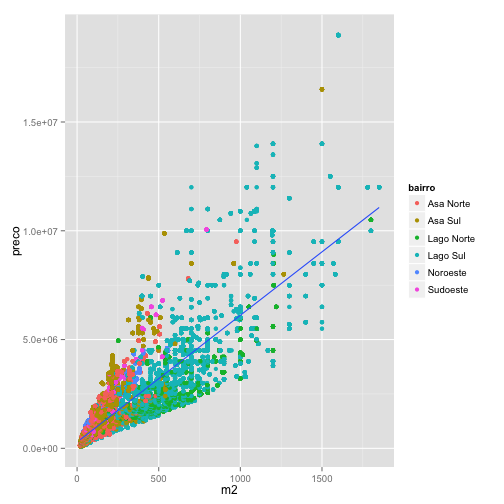 1.5e+07
1.0e+07
5.0e+06
0.0e+00
preco
0
500
1000
1500
m2
bairro
Asa Norte
Asa Sul
Lago Norte
Lago Sul
Noroeste
Sudoeste